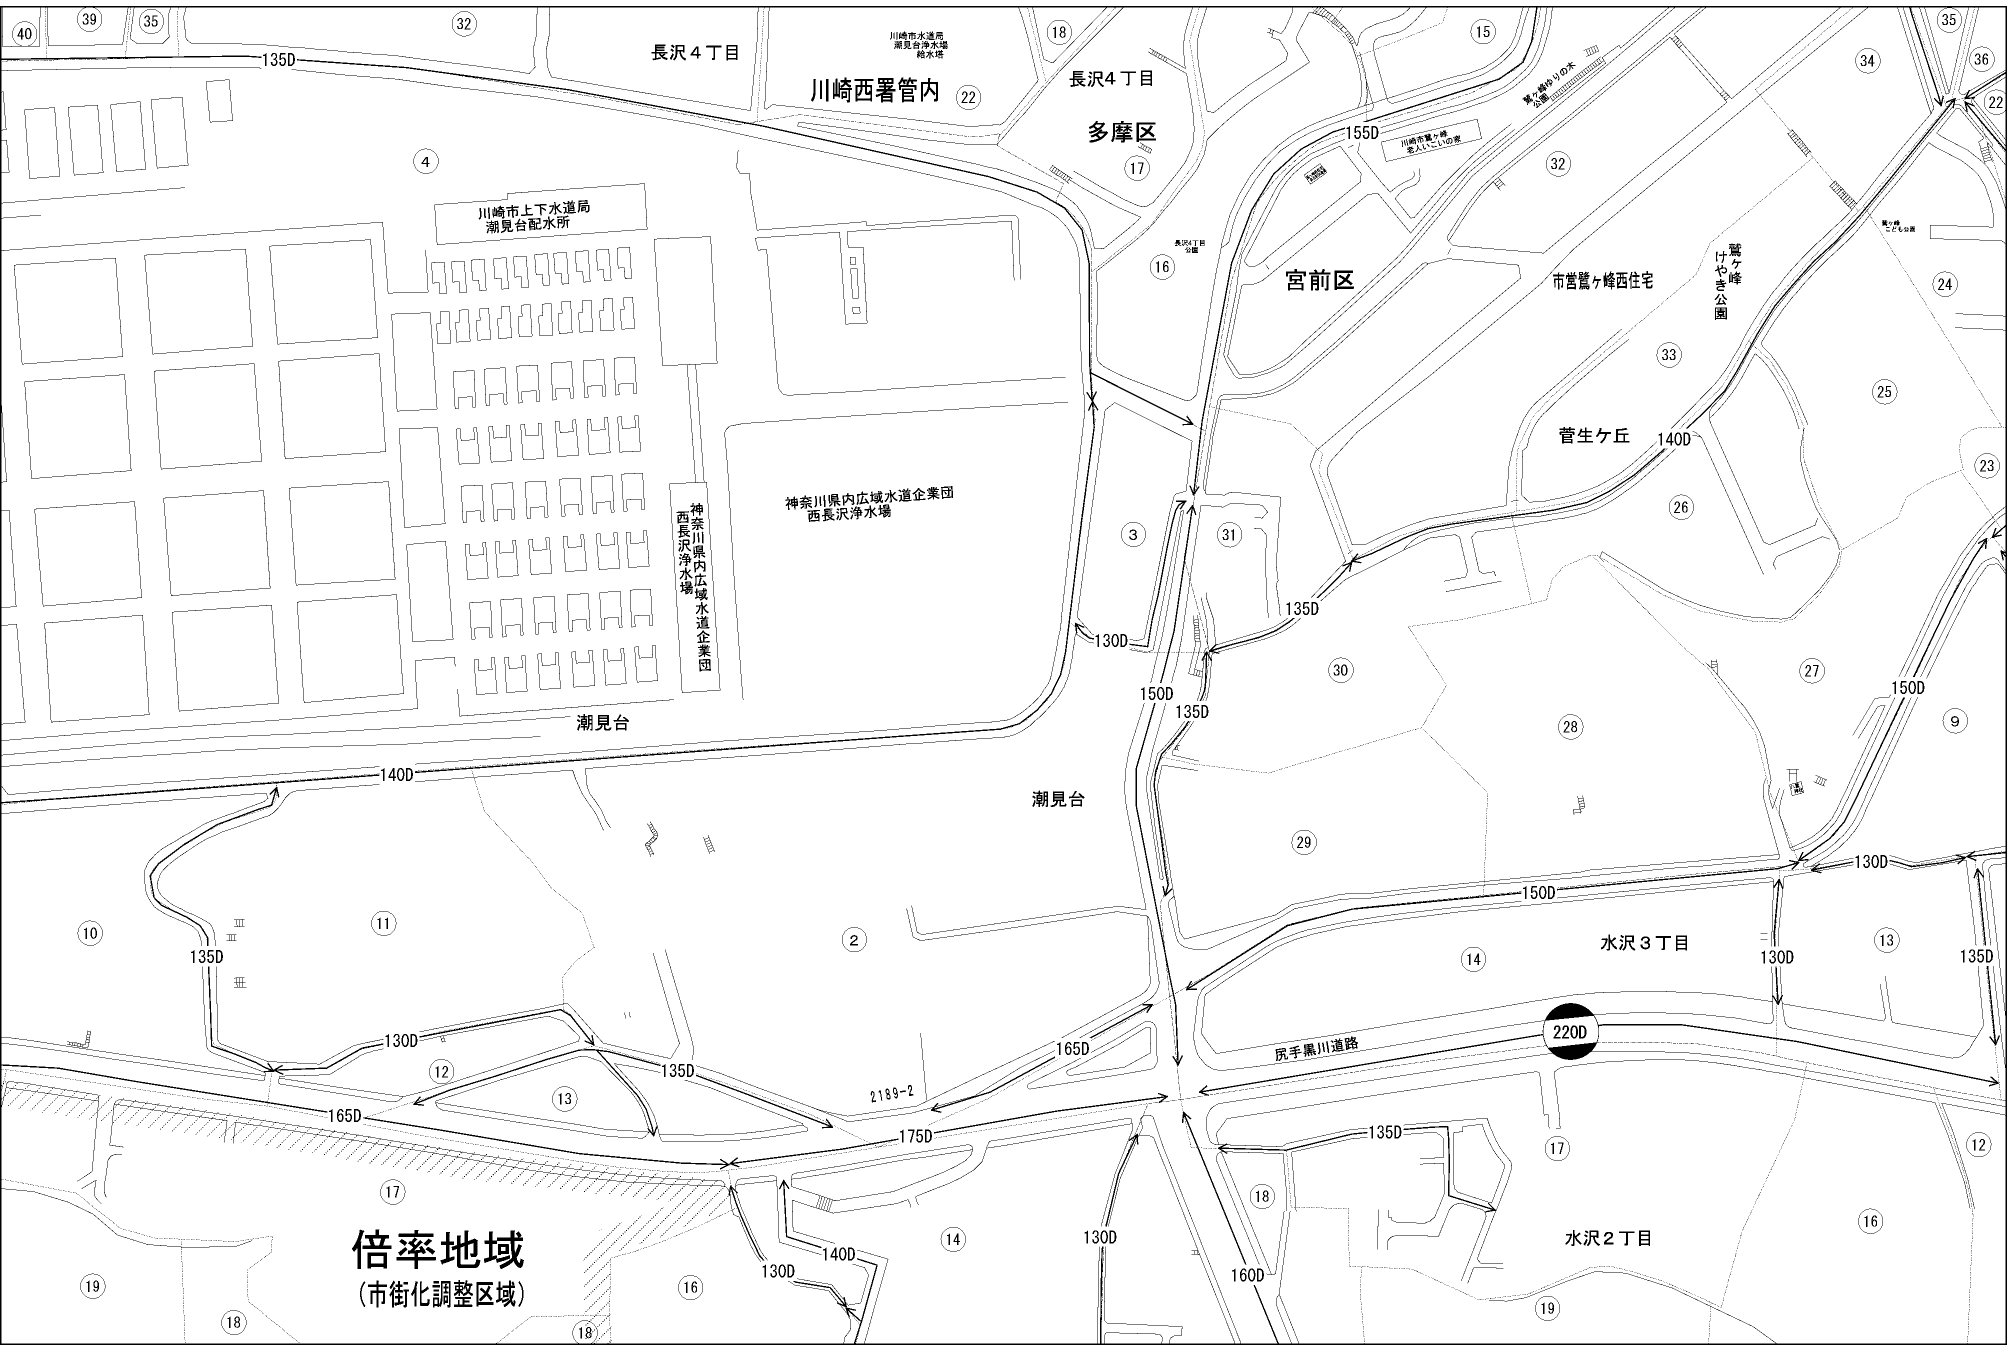 40
39
35
32
135D
長沢4丁目
川崎市水道局
潮見台浄水場
給水塔
18
15
35
36
22
34
川崎西署管内
22
長沢4丁目
多摩区
17
155D
鷲ヶ峰ゆりの木
公園
川崎市鷲ヶ峰
老人いこいの家
32
4
川崎市上下水道局
潮見台配水所
長沢4丁目
公園
16
宮前区
市営鷲ヶ峰西住宅
鷲ヶ峰
けやき公園
鷲ヶ峰
こども公園
24
33
25
菅生ケ丘
140D
23
26
神奈川県内広域水道企業団
西長沢浄水場
神奈川県内広域水道企業団
西長沢浄水場
3
31
135D
130D
30
27
150D
135D
150D
9
28
潮見台
140D
潮見台
29
130D
150D
10
11
2
135D
14
水沢3丁目
13
130D
135D
130D
12
135D
165D
尻手黒川道路
220D
13
2189-2
165D
175D
135D
17
12
17
18
16
倍率地域
(市街化調整区域)
14
130D
水沢2丁目
140D
130D
160D
19
18
18
16
19